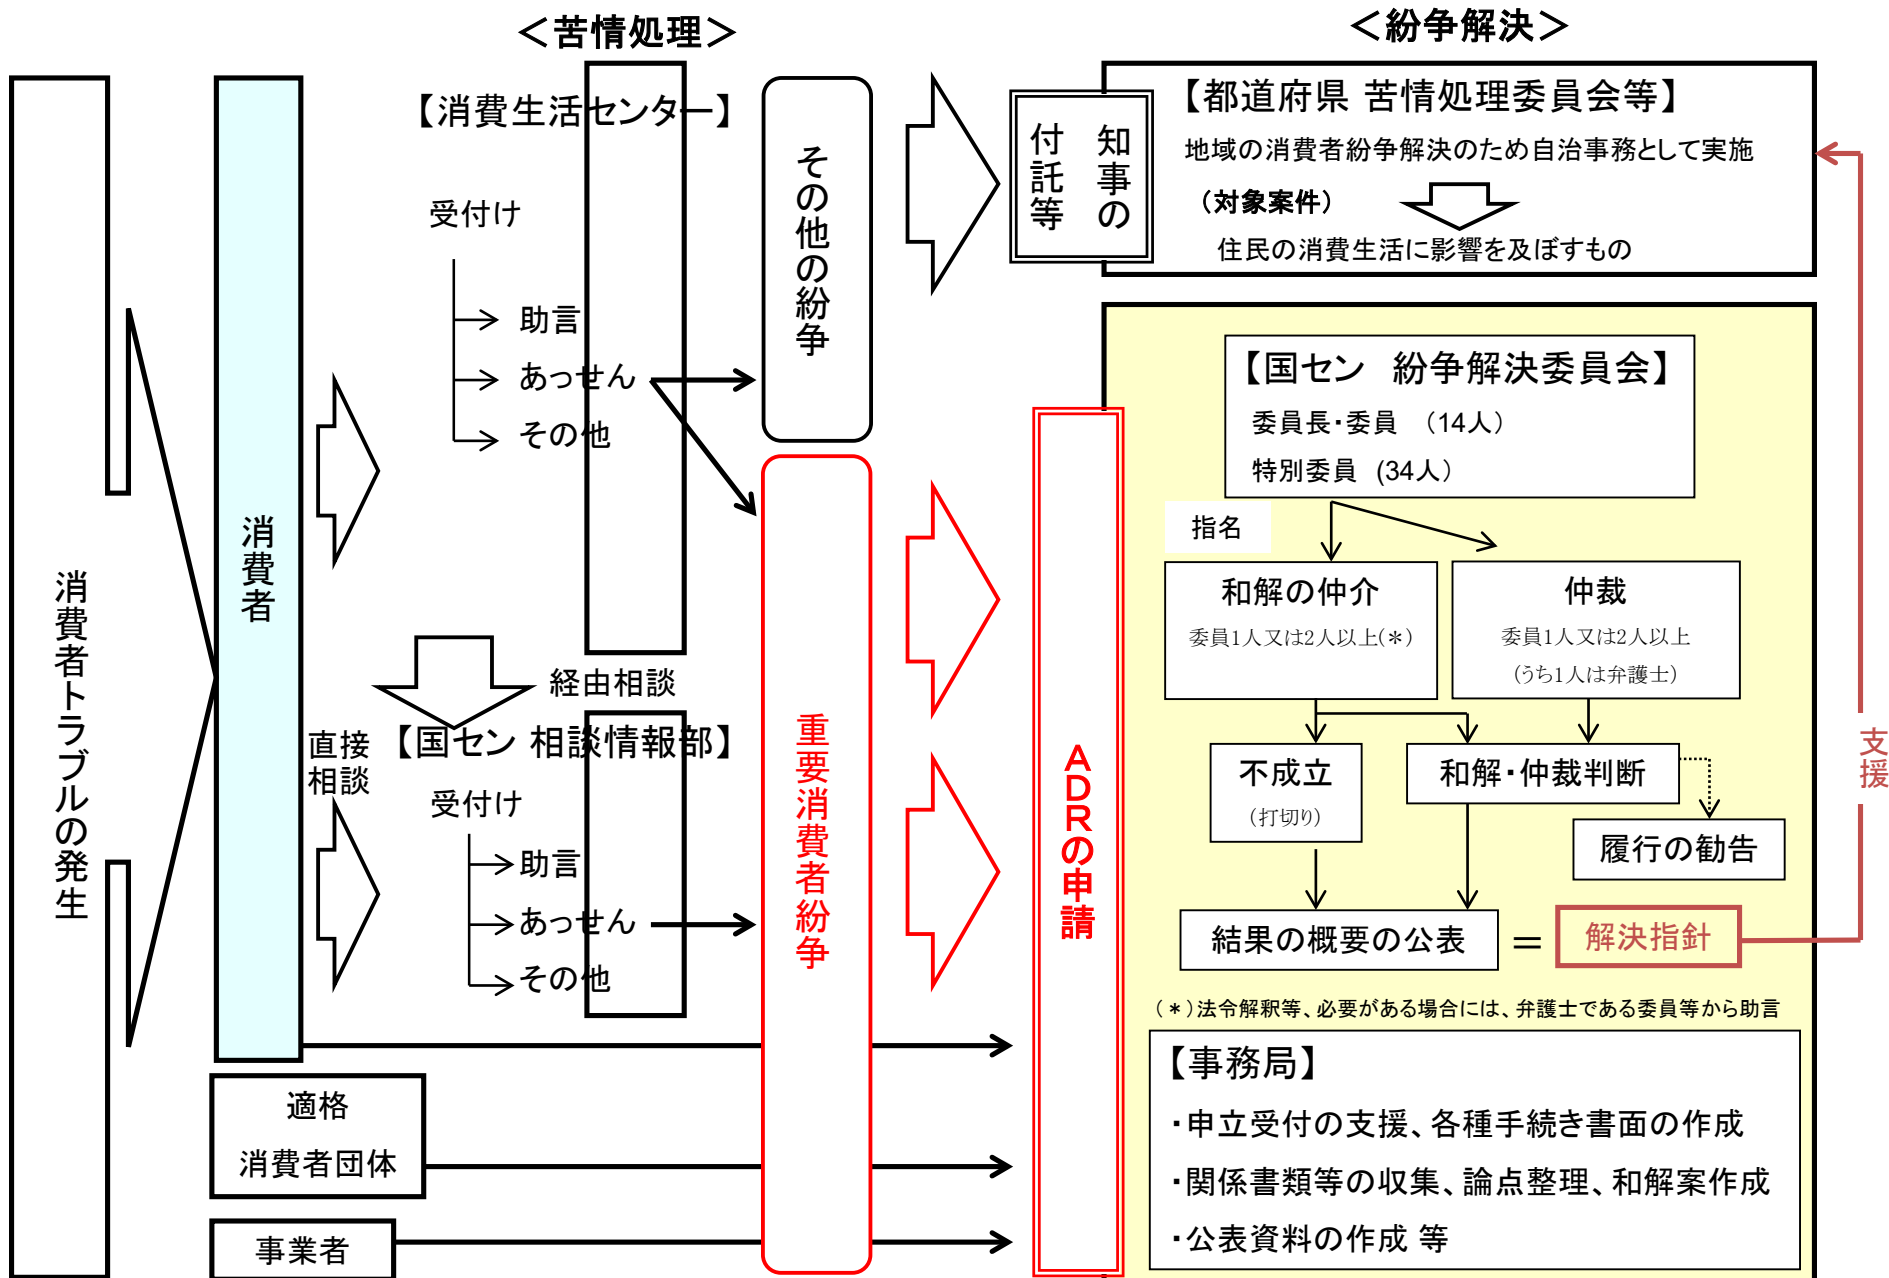 ＜苦情処理＞
＜紛争解決＞
消費者トラブルの発生
消費者
【消費生活センター】
受付け
助言
あっせん
その他
経由相談
直接
相談
【国セン 相談情報部】
受付け
助言
あっせん
その他
適格
消費者団体
事業者
その他の紛争
重要消費者紛争
知事の
付託等
【都道府県 苦情処理委員会等】
地域の消費者紛争解決のため自治事務として実施
（対象案件）
住民の消費生活に影響を及ぼすもの
ＡＤＲの申請
【国セン　紛争解決委員会】
委員長・委員　（14人）
特別委員　(34人）
指名
和解の仲介
委員1人又は2人以上（＊）
仲裁
委員1人又は2人以上
（うち1人は弁護士）
不成立
（打切り）
和解・仲裁判断
履行の勧告
結果の概要の公表
＝
解決指針
支援
（＊）法令解釈等、必要がある場合には、弁護士である委員等から助言
【事務局】
・申立受付の支援、各種手続き書面の作成
・関係書類等の収集、論点整理、和解案作成
・公表資料の作成 等